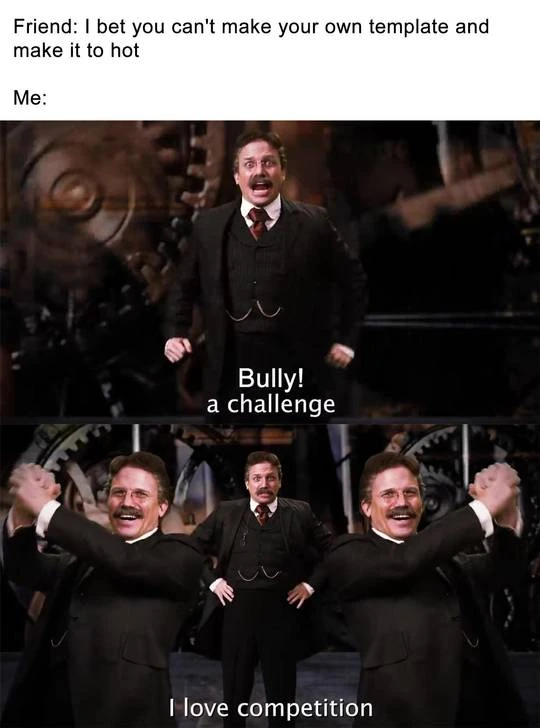 Friend: I bet you can't make your own template and
make it to hot
Me:
Bully!
a challenge
I love competition